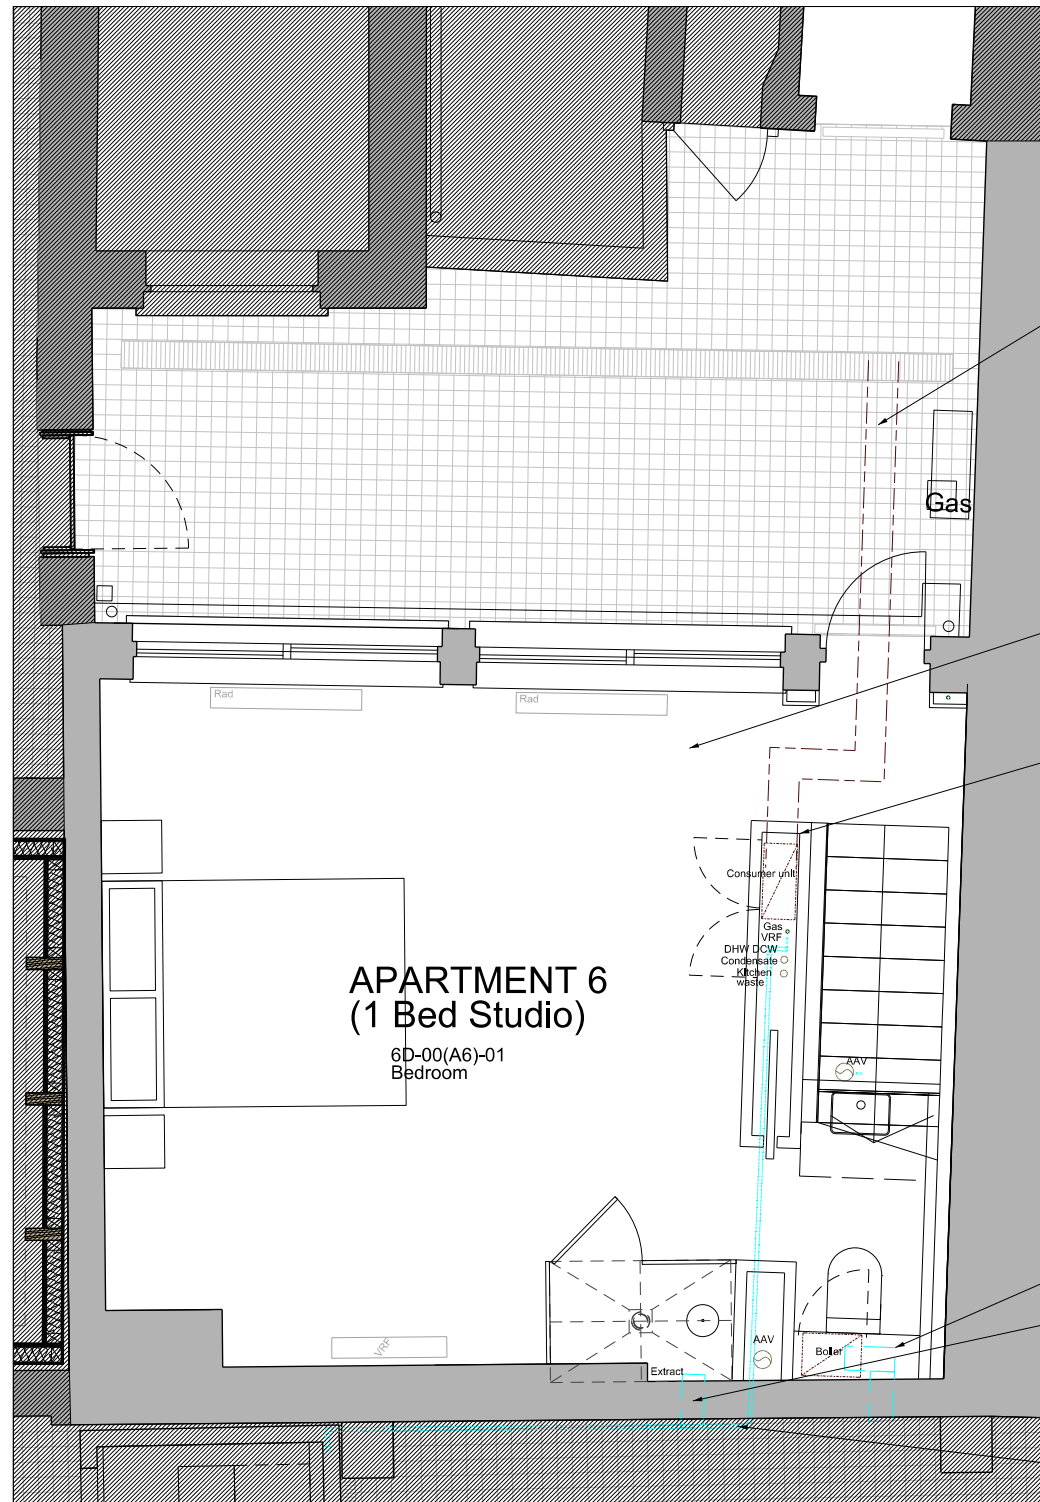 Gas
Rad
Rad
Consumer unit
Gas
VRF
DHW DCW
Condensate
Kitchen
waste
APARTMENT 6
(1 Bed Studio)
6D-00(A6)-01
Bedroom
AAV
VRF
Extract
AAV
Boiler